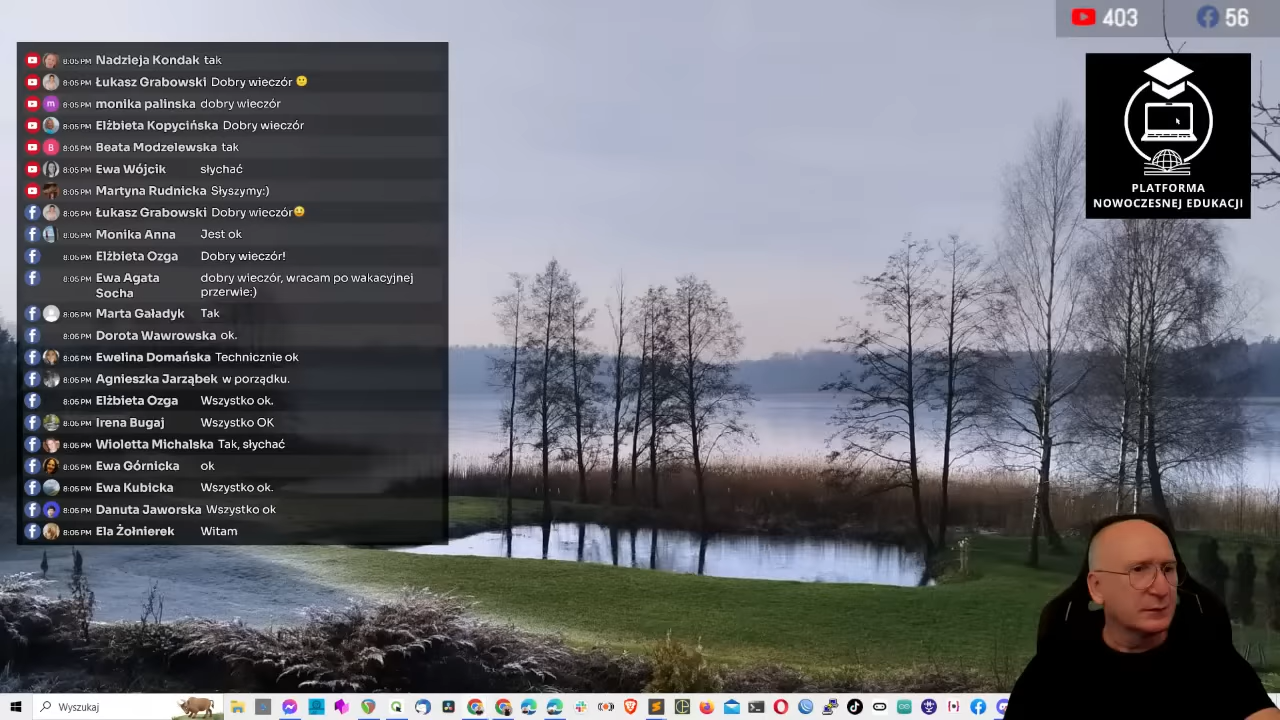 403 56
8:05 PM Nadzieja Kondak tak
8:05 PM Łukasz Grabowski Dobry wieczór 🙂
8:05 PM monika palinska dobry wieczór
8:05 PM Elżbieta Kopycińska Dobry wieczór
8:05 PM Beata Modzelewska tak
8:05 PM Ewa Wójcik słychać
8:05 PM Martyna Rudnicka Słyszymy:)
8:05 PM Łukasz Grabowski Dobry wieczór🙂
8:05 PM Monika Anna Jest ok
8:05 PM Elżbieta Ozga Dobry wieczór!
8:05 PM Ewa Agata Socha dobry wieczór, wracam po wakacyjnej
przerwie:)
8:06 PM Marta Gaładyk Tak
8:06 PM Dorota Wawrowska ok.
8:06 PM Ewelina Domańska Technicznie ok
8:06 PM Agnieszka Jarząbek w porządku.
8:06 PM Elżbieta Ozga Wszystko ok.
8:06 PM Irena Bugaj Wszystko OK
8:06 PM Wioletta Michalska Tak, słychać
8:06 PM Ewa Górnicka ok
8:06 PM Ewa Kubicka Wszystko ok.
8:06 PM Danuta Jaworska Wszystko ok
8:06 PM Ela Żołnierek Witam
PLATFORMA
NOWOCZESNEJ EDUKACJI
Wyszukaj